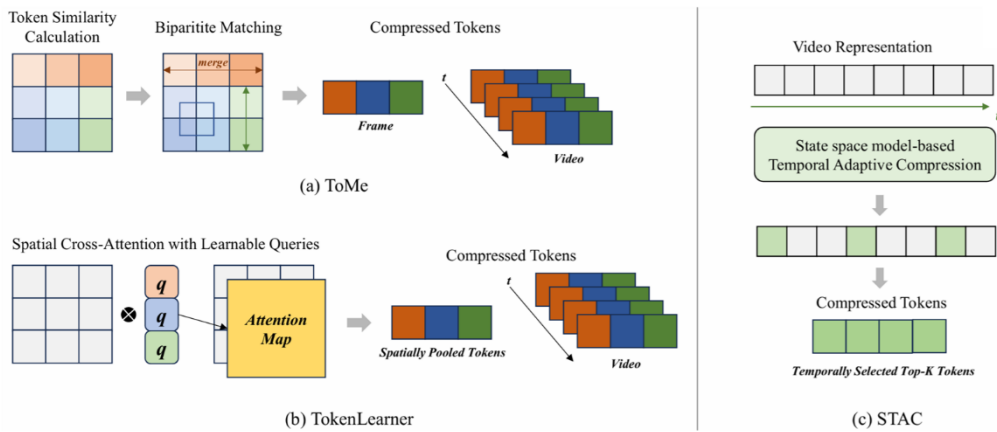 Token Similarity
Calculation
Bipartitite Matching
Compressed Tokens
merge
t
Frame
Video
(a) ToMe
Spatial Cross-Attention with Learnable Queries
Compressed Tokens
q
q
q
Attention
Map
t
Spatially Pooled Tokens
Video
(b) TokenLearner
Video Representation
t
State space model-based
Temporal Adaptive Compression
Compressed Tokens
Temporally Selected Top-K Tokens
(c) STAC